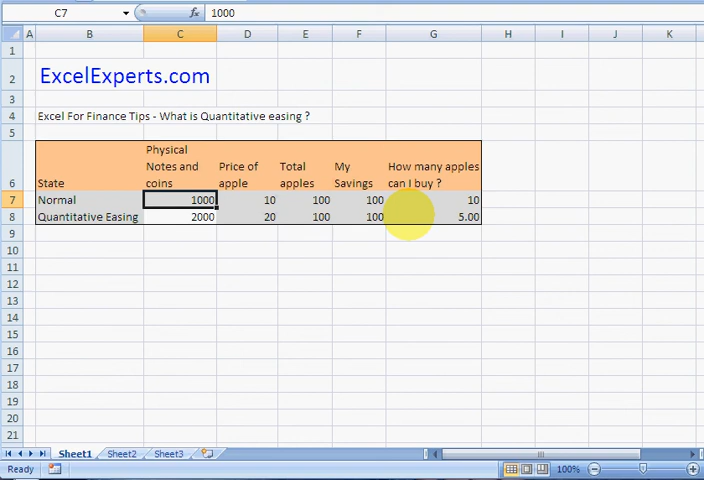 C7 fx 1000
A B C D E F G H I J K
1
2 ExcelExperts.com
3
4 Excel For Finance Tips - What is Quantitative easing ?
5
Physical
Notes and Price of Total My How many apples
6 State coins apple apples Savings can I buy ?
7 Normal 1000 10 100 100 10
8 Quantitative Easing 2000 20 100 100 5.00
9
10
11
12
13
14
15
16
17
18
19
20
21
Sheet1 Sheet2 Sheet3
Ready 100%